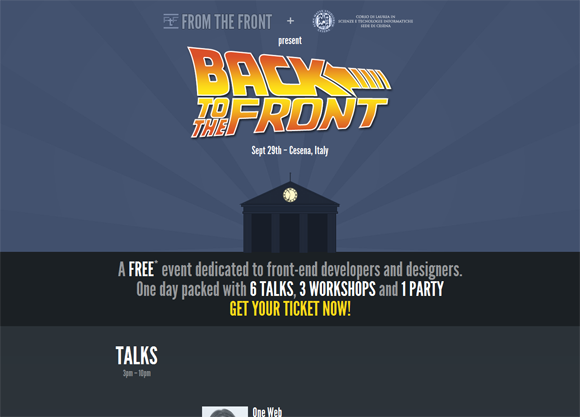 FROM THE FRONT
+
CORSO DI LAUREA IN
SCIENZE E TECNOLOGIE INFORMATICHE
SEDE DI CESENA
present
BACK
TO
THE FRONT
Sept 29th – Cesena, Italy
A FREE* event dedicated to front-end developers and designers.
One day packed with 6 TALKS, 3 WORKSHOPS and 1 PARTY
GET YOUR TICKET NOW!
TALKS
3pm – 10pm
One Web